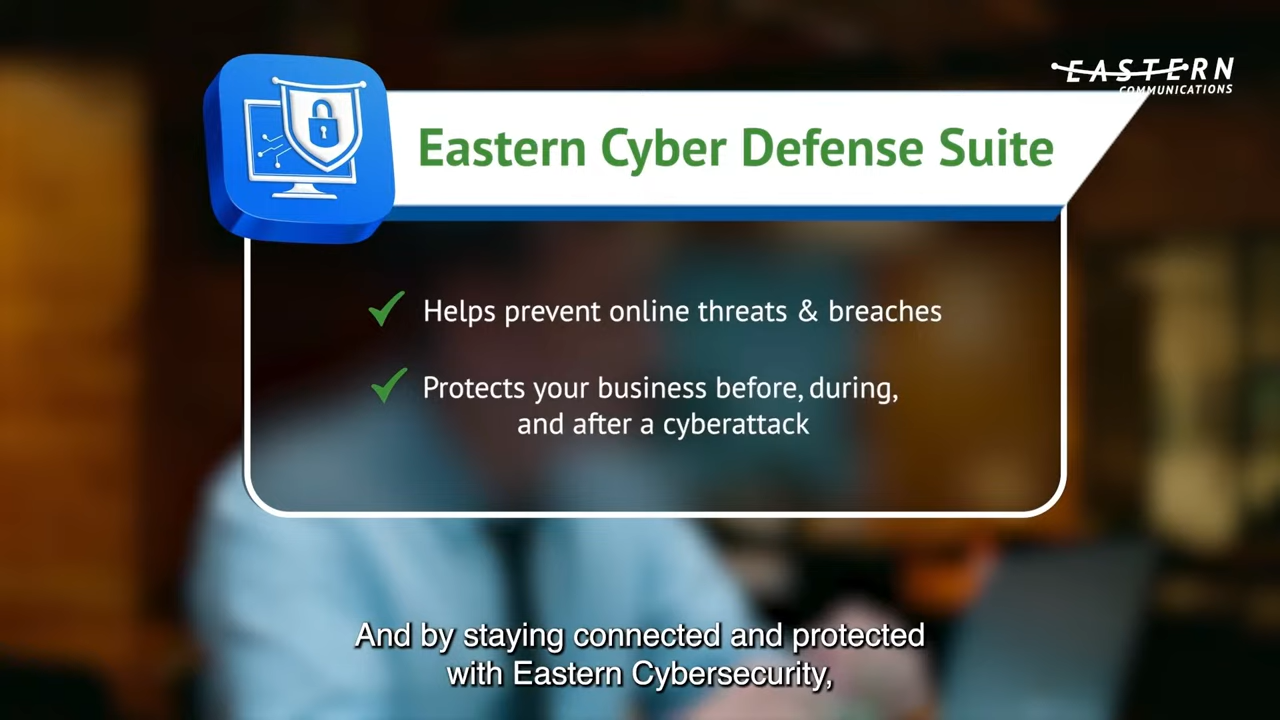 EASTERN
COMMUNICATIONS
Eastern Cyber Defense Suite
Helps prevent online threats & breaches
Protects your business before, during,
and after a cyberattack
And by staying connected and protected
with Eastern Cybersecurity,